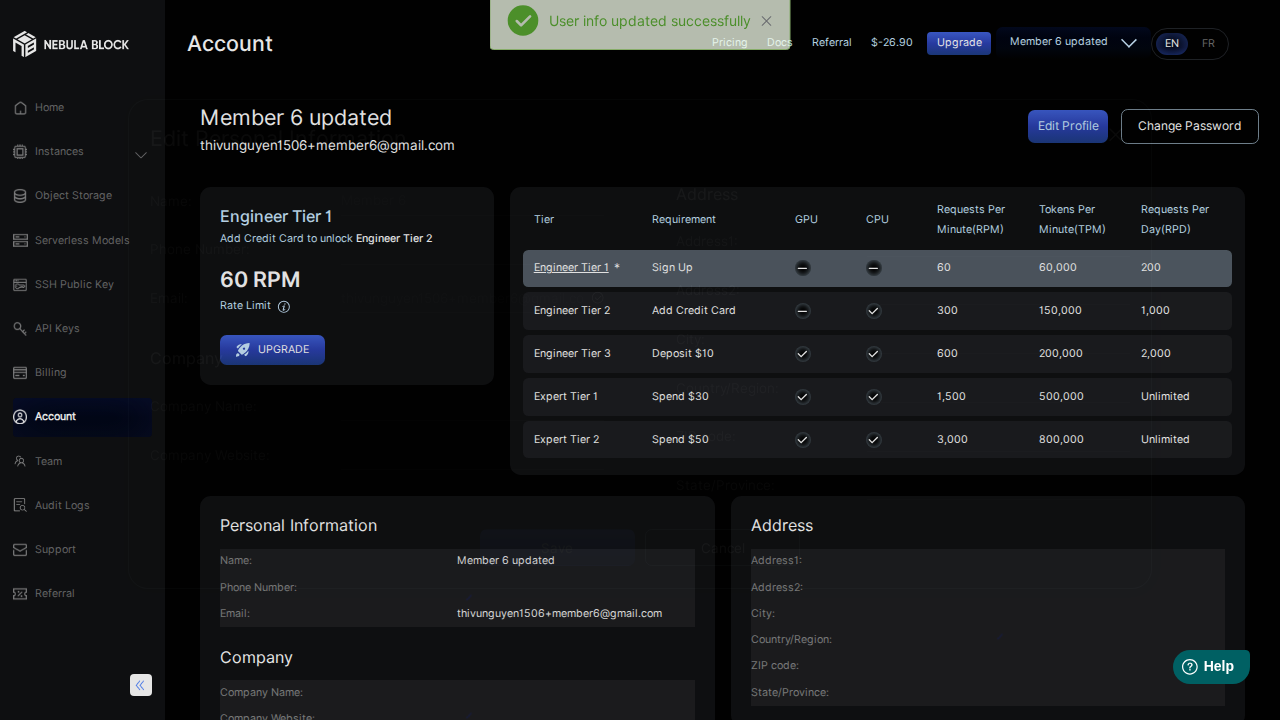 User info updated successfully
NEBULA BLOCK
Account
Pricing
Docs
Referral
$-26.90
Upgrade
Member 6 updated
EN
FR
Home
Instances
Object Storage
Serverless Models
SSH Public Key
API Keys
Billing
Account
Team
Audit Logs
Support
Referral
Member 6 updated
thivunguyen1506+member6@gmail.com
Edit Profile
Change Password
Edit Personal Information
Engineer Tier 1
Add Credit Card to unlock Engineer Tier 2
60 RPM
Rate Limit
UPGRADE
Tier Requirement GPU CPU Requests Per Minute(RPM) Tokens Per Minute(TPM) Requests Per Day(RPD)
Engineer Tier 1 * Sign Up 60 60,000 200
Engineer Tier 2 Add Credit Card 300 150,000 1,000
Engineer Tier 3 Deposit $10 600 200,000 2,000
Expert Tier 1 Spend $30 1,500 500,000 Unlimited
Expert Tier 2 Spend $50 3,000 800,000 Unlimited
Personal Information
Name: Member 6 updated
Phone Number:
Email: thivunguyen1506+member6@gmail.com
Company
Company Name:
Company Website:
Address
Address1:
Address2:
City:
Country/Region:
ZIP code:
State/Province:
Help